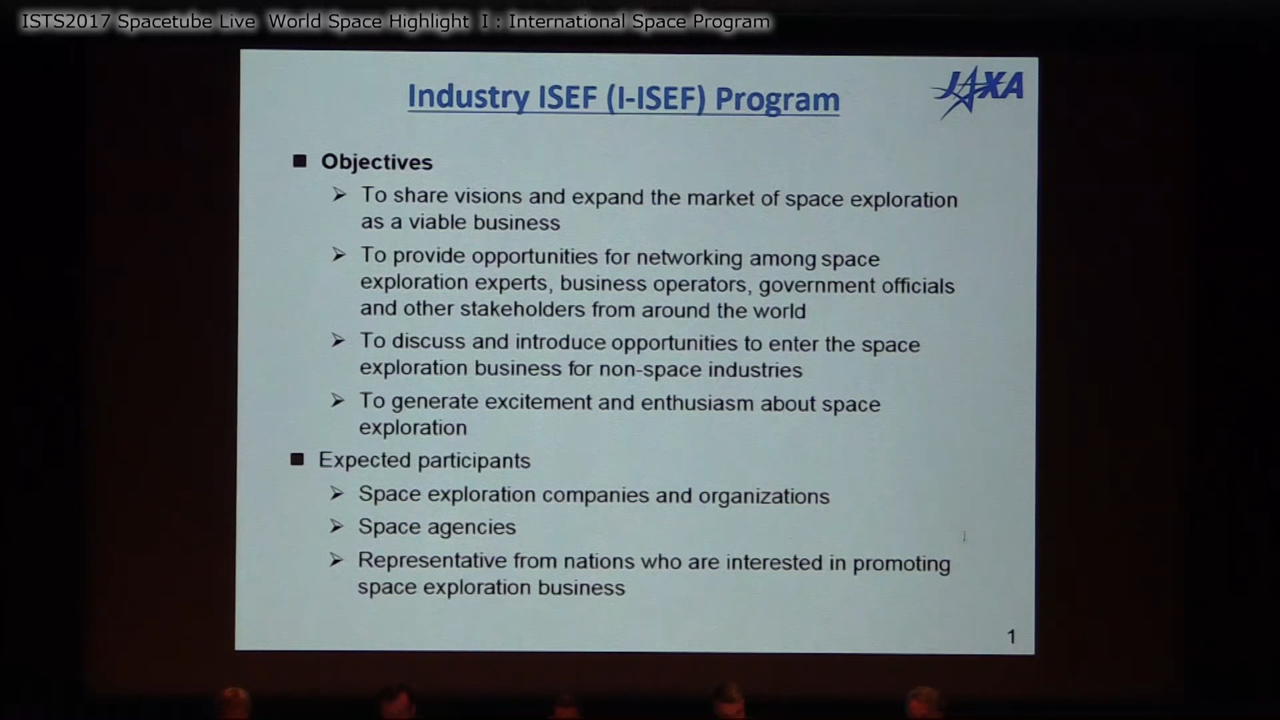 ISTS2017 Spacetube Live World Space Highlight I : International Space Program
Industry ISEF (I-ISEF) Program
JAXA
Objectives
To share visions and expand the market of space exploration
as a viable business
To provide opportunities for networking among space
exploration experts, business operators, government officials
and other stakeholders from around the world
To discuss and introduce opportunities to enter the space
exploration business for non-space industries
To generate excitement and enthusiasm about space
exploration
Expected participants
Space exploration companies and organizations
Space agencies
Representative from nations who are interested in promoting
space exploration business
1